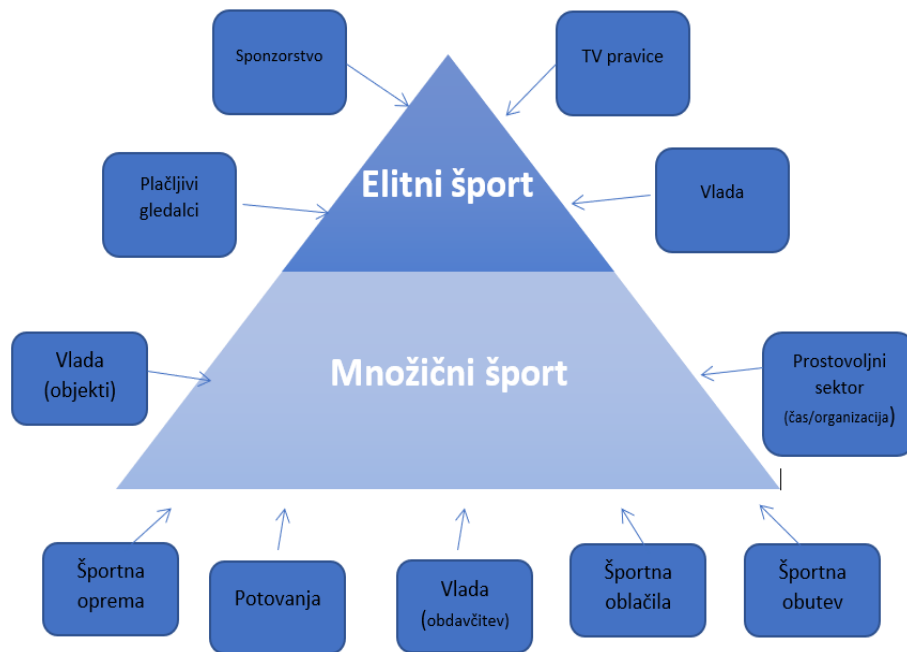 Sponzorstvo
TV pravice
Elitni šport
Plačljivi
gledalci
Vlada
Množični šport
Vlada
(objekti)
Prostovoljni
sektor
(čas/organizacija)
Športna
oprema
Potovanja
Vlada
(obdavčitev)
Športna
oblačila
Športna
obutev